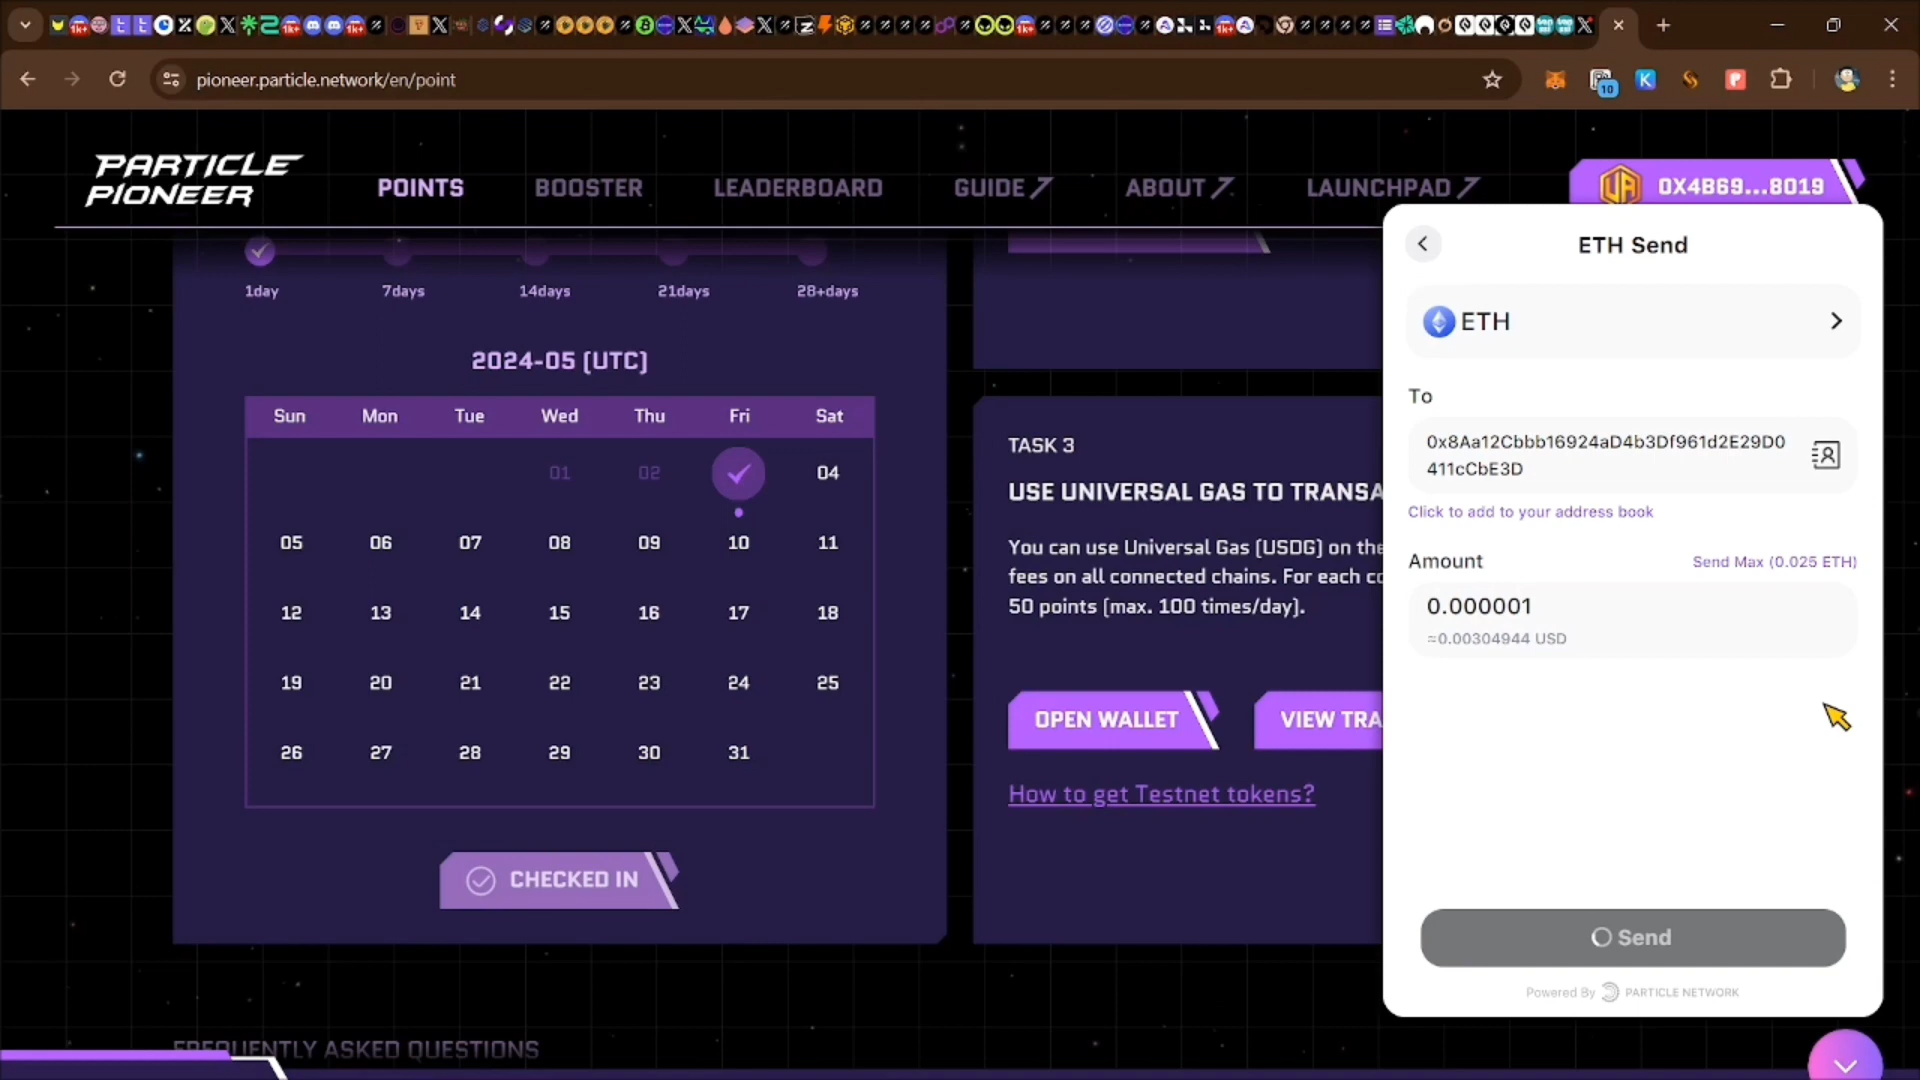 pioneer.particle.network/en/point
10
PARTICLE
PIONEER
POINTS
BOOSTER
LEADERBOARD
GUIDE
ABOUT
LAUNCHPAD
0X4B69...8019
1day
7days
14days
21days
28+days
2024-05 (UTC)
Sun Mon Tue Wed Thu Fri Sat
01 02 04
05 06 07 08 09 10 11
12 13 14 15 16 17 18
19 20 21 22 23 24 25
26 27 28 29 30 31
CHECKED IN
TASK 3
USE UNIVERSAL GAS TO TRANSA
You can use Universal Gas (USDG) on the
fees on all connected chains. For each co
50 points (max. 100 times/day).
OPEN WALLET
VIEW TRA
How to get Testnet tokens?
ETH Send
ETH
To
0x8Aa12Cbbb16924aD4b3Df961d2E29D0
411cCbE3D
Click to add to your address book
Amount
Send Max (0.025 ETH)
0.000001
≈0.00304944 USD
Send
Powered By PARTICLE NETWORK
FREQUENTLY ASKED QUESTIONS